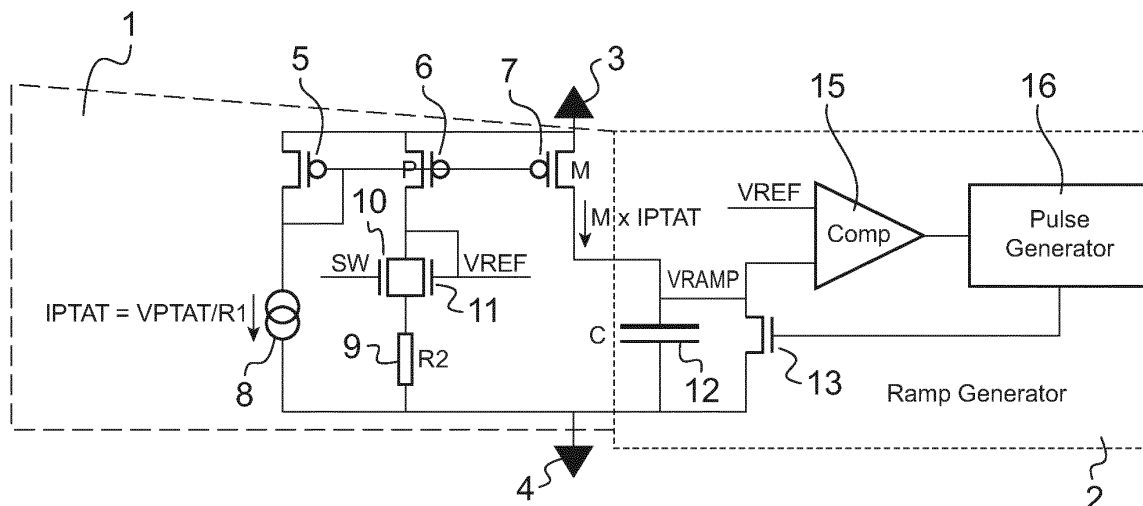 1
5
6
7
3
15
16
P
M
10
M x IPTAT
VREF
Comp
Pulse
Generator
SW
VREF
VRAMP
11
IPTAT = VPTAT/R1
8
9
R2
C
12
13
Ramp Generator
4
2